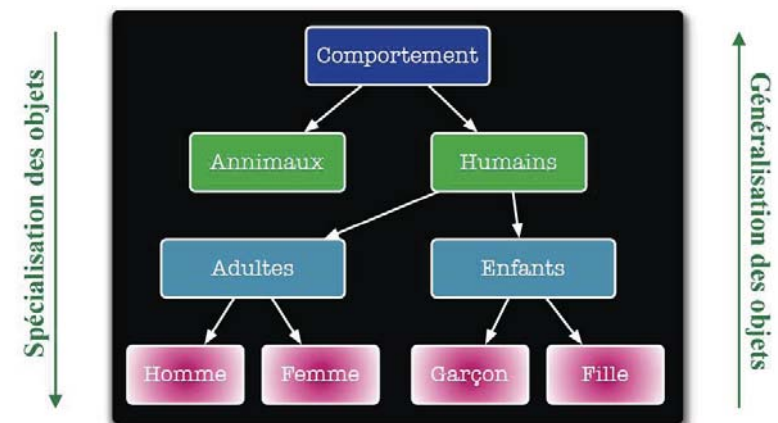 Comportement
Annimaux
Humains
Adultes
Enfants
Homme
Femme
Garçon
Fille
Spécialisation des objets
Généralisation des objets